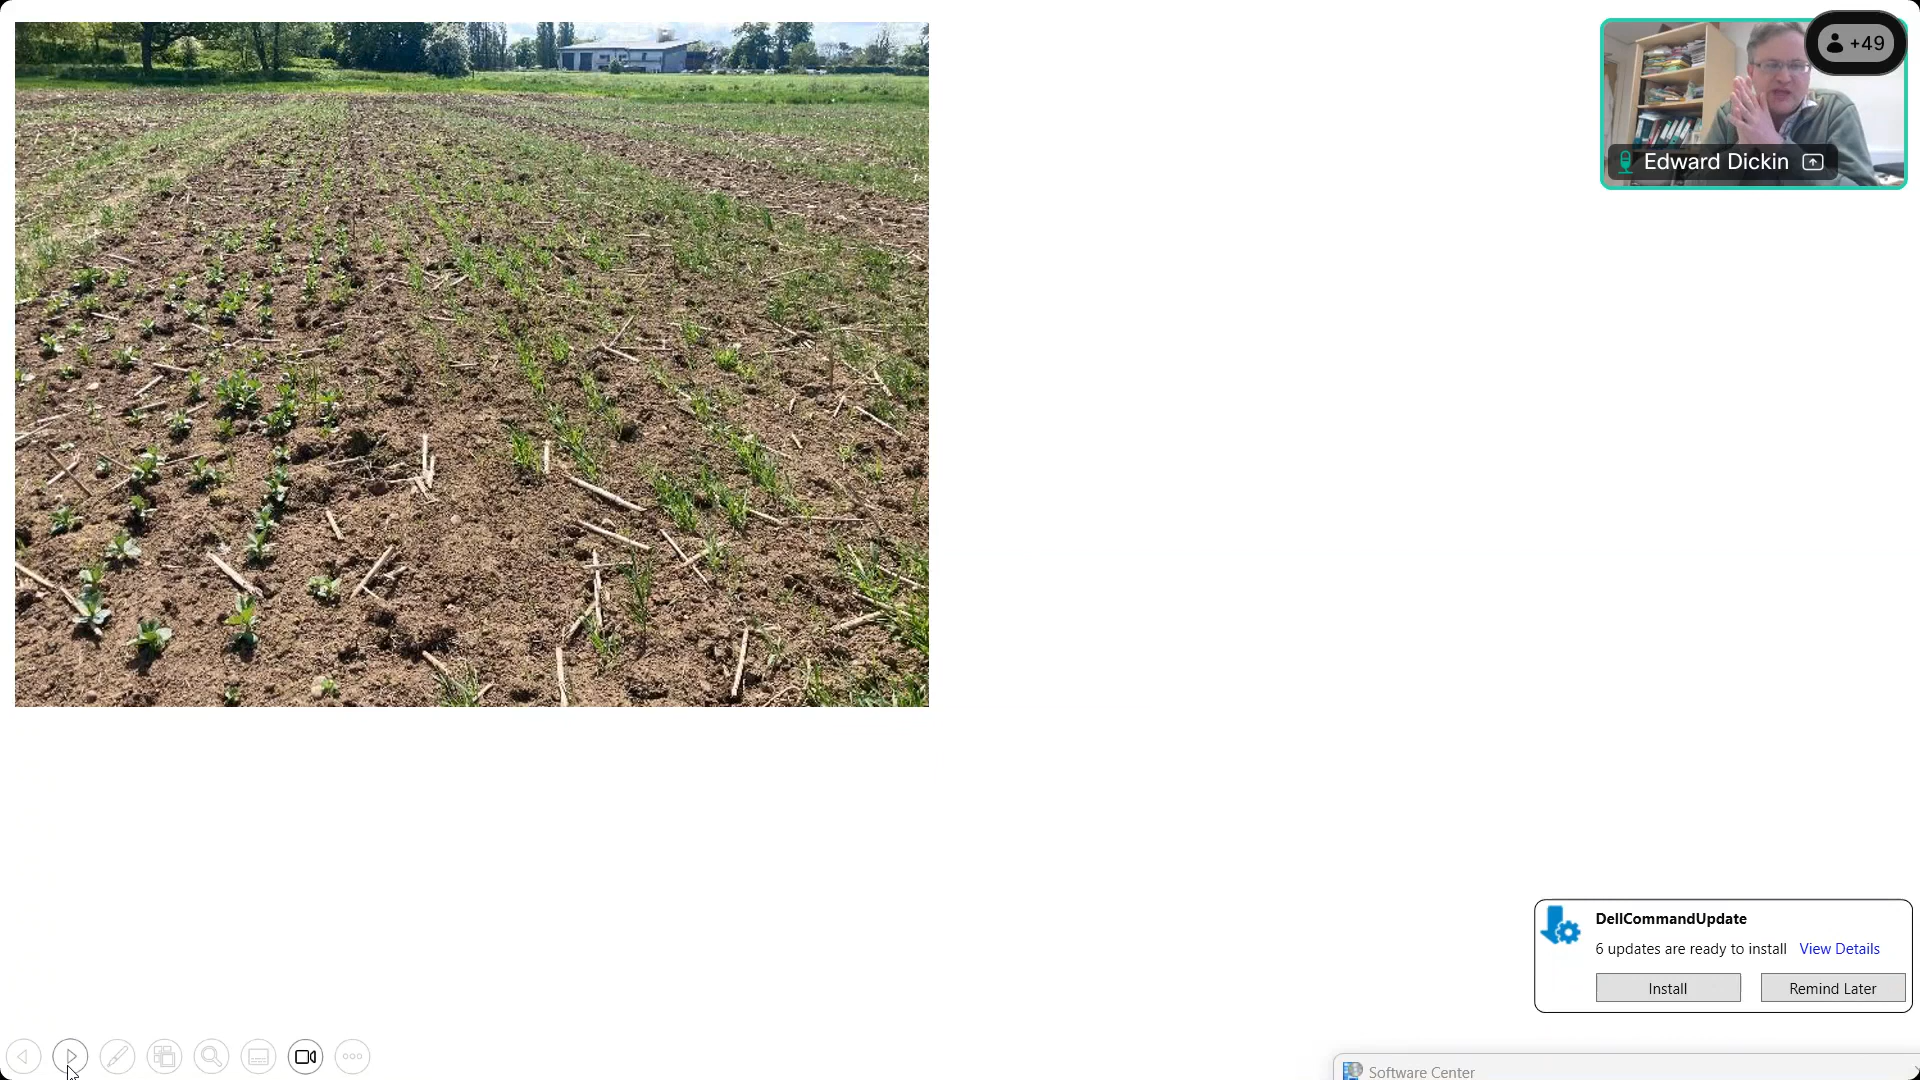 +49
Edward Dickin
DellCommandUpdate
6 updates are ready to install View Details
Install Remind Later
Software Center